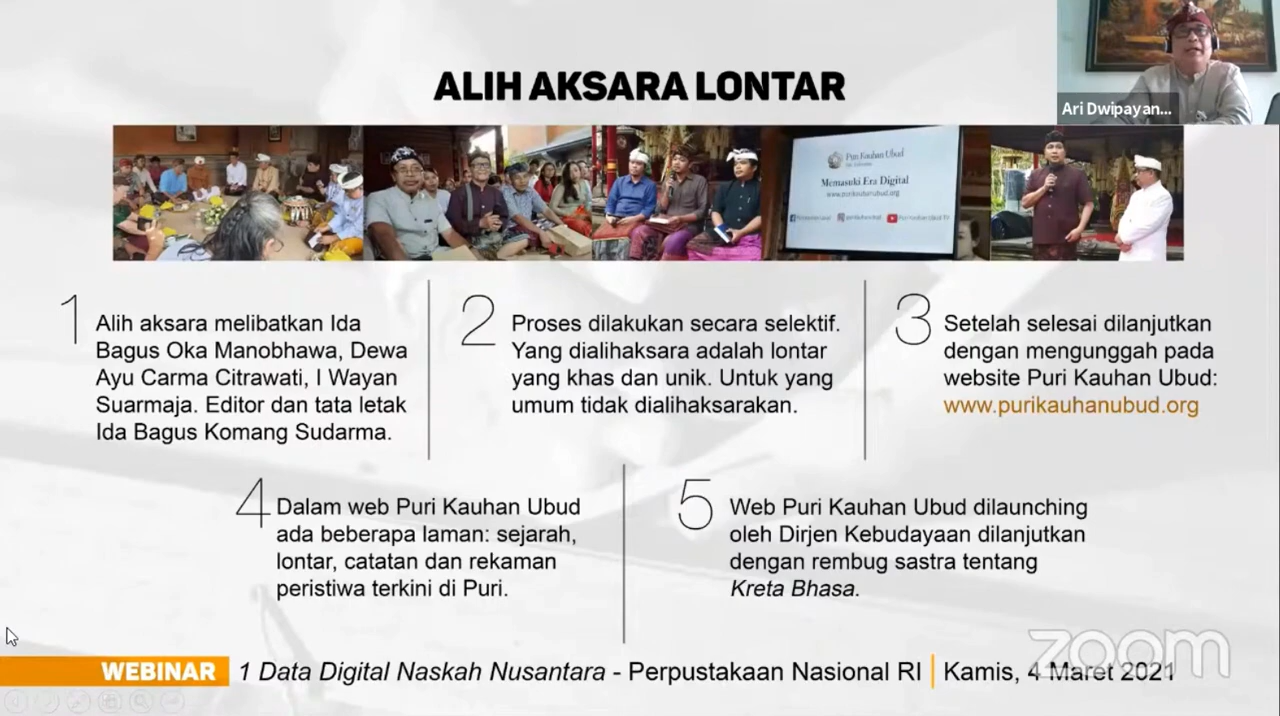 ALIH AKSARA LONTAR
Ari Dwipayan...
Puri Kauhan Ubud
Memasuki Era Digital
www.purikauhanubud.org
1
Alih aksara melibatkan Ida
Bagus Oka Manobhawa, Dewa
Ayu Carma Citrawati, I Wayan
Suarmaja. Editor dan tata letak
Ida Bagus Komang Sudarma.
2
Proses dilakukan secara selektif.
Yang dialihaksara adalah lontar
yang khas dan unik. Untuk yang
umum tidak dialihaksarakan.
3
Setelah selesai dilanjutkan
dengan mengunggah pada
website Puri Kauhan Ubud:
www.purikauhanubud.org
4
Dalam web Puri Kauhan Ubud
ada beberapa laman: sejarah,
lontar, catatan dan rekaman
peristiwa terkini di Puri.
5
Web Puri Kauhan Ubud dilaunching
oleh Dirjen Kebudayaan dilanjutkan
dengan rembug sastra tentang
Kreta Bhasa.
zoom
WEBINAR 1 Data Digital Naskah Nusantara - Perpustakaan Nasional RI Kamis, 4 Maret 2021